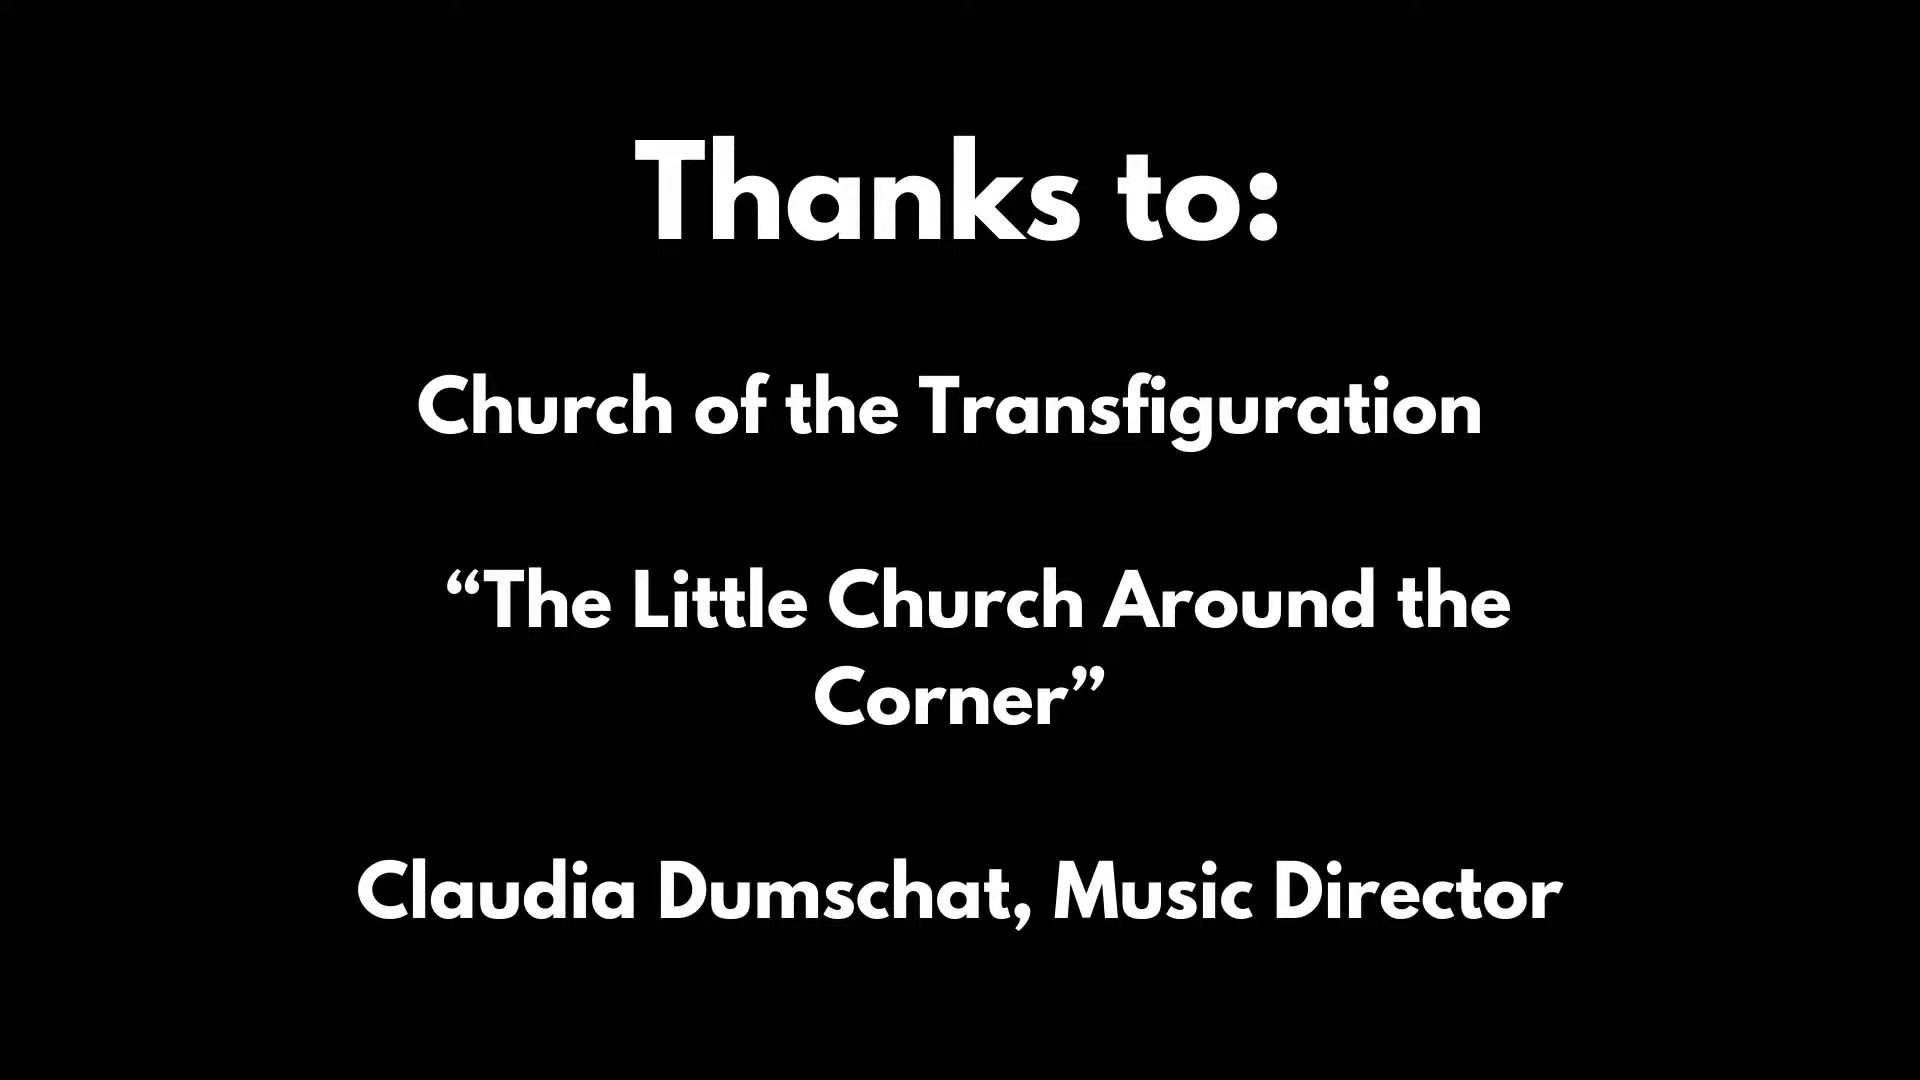 Thanks to:
Church of the Transfiguration
“The Little Church Around the
Corner”
Claudia Dumschat, Music Director